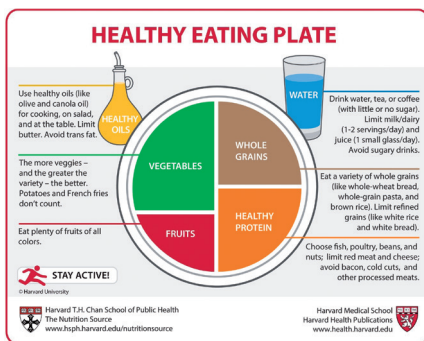 HEALTHY EATING PLATE
Use healthy oils (like
olive and canola oil)
for cooking, on salad,
and at the table. Limit
butter. Avoid trans fat.
HEALTHY
OILS
The more veggies –
and the greater the
variety – the better.
Potatoes and French fries
don't count.
Eat plenty of fruits of all
colors.
VEGETABLES
FRUITS
WHOLE
GRAINS
HEALTHY
PROTEIN
WATER
Drink water, tea, or coffee
(with little or no sugar).
Limit milk/dairy
(1-2 servings/day) and
juice (1 small glass/day).
Avoid sugary drinks.
Eat a variety of whole grains
(like whole-wheat bread,
whole-grain pasta, and
brown rice). Limit refined
grains (like white rice
and white bread).
Choose fish, poultry, beans, and
nuts; limit red meat and cheese;
avoid bacon, cold cuts, and
other processed meats.
STAY ACTIVE!
© Harvard University
Harvard T.H. Chan School of Public Health
The Nutrition Source
www.hsph.harvard.edu/nutritionsource
Harvard Medical School
Harvard Health Publications
www.health.harvard.edu